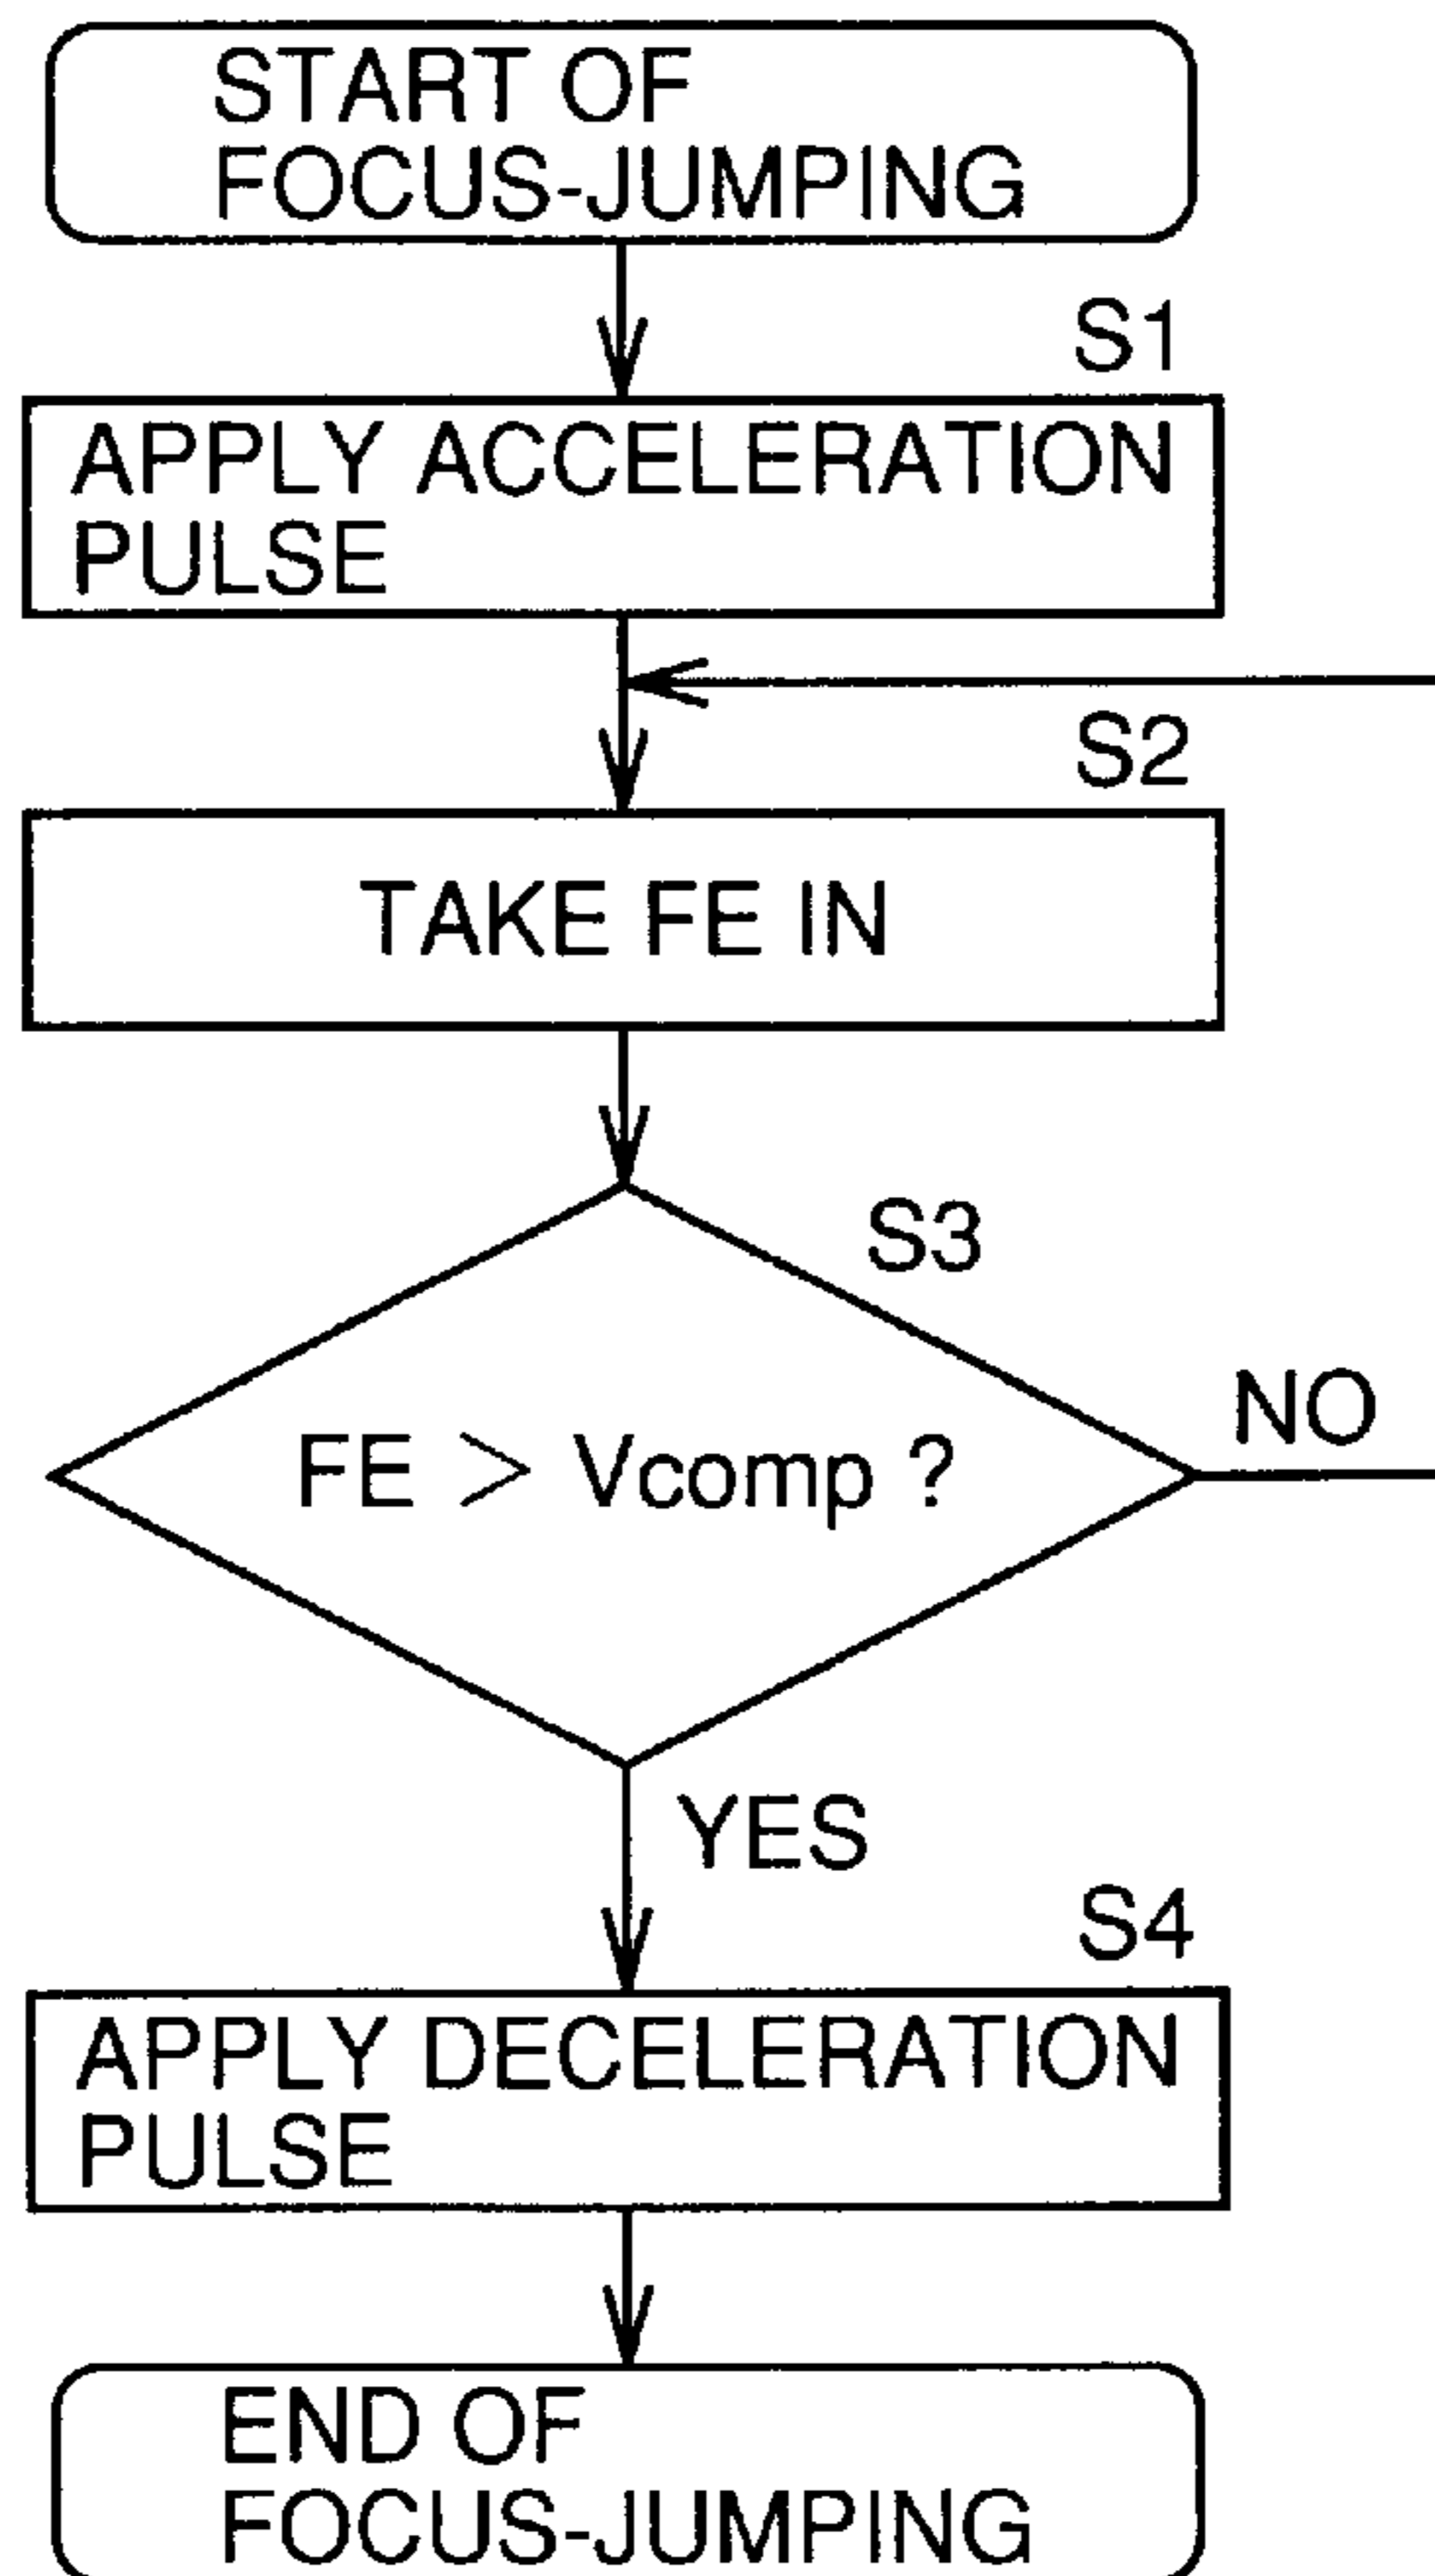 START OF
FOCUS-JUMPING
S1
APPLY ACCELERATION
PULSE
S2
TAKE FE IN
S3
FE > Vcomp ?
NO
YES
S4
APPLY DECELERATION
PULSE
END OF
FOCUS-JUMPING